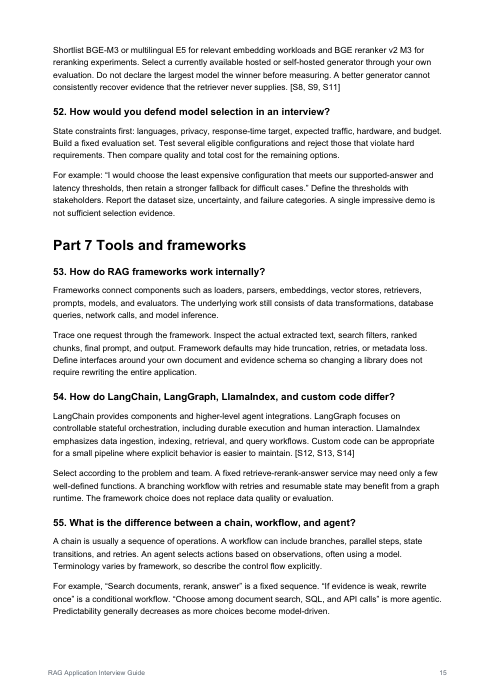 Shortlist BGE-M3 or multilingual E5 for relevant embedding workloads and BGE reranker v2 M3 for
reranking experiments. Select a currently available hosted or self-hosted generator through your own
evaluation. Do not declare the largest model the winner before measuring. A better generator cannot
consistently recover evidence that the retriever never supplies. [S8, S9, S11]
52. How would you defend model selection in an interview?
State constraints first: languages, privacy, response-time target, expected traffic, hardware, and budget.
Build a fixed evaluation set. Test several eligible configurations and reject those that violate hard
requirements. Then compare quality and total cost for the remaining options.
For example: “I would choose the least expensive configuration that meets our supported-answer and
latency thresholds, then retain a stronger fallback for difficult cases.” Define the thresholds with
stakeholders. Report the dataset size, uncertainty, and failure categories. A single impressive demo is
not sufficient selection evidence.
Part 7 Tools and frameworks
53. How do RAG frameworks work internally?
Frameworks connect components such as loaders, parsers, embeddings, vector stores, retrievers,
prompts, models, and evaluators. The underlying work still consists of data transformations, database
queries, network calls, and model inference.
Trace one request through the framework. Inspect the actual extracted text, search filters, ranked
chunks, final prompt, and output. Framework defaults may hide truncation, retries, or metadata loss.
Define interfaces around your own document and evidence schema so changing a library does not
require rewriting the entire application.
54. How do LangChain, LangGraph, LlamaIndex, and custom code differ?
LangChain provides components and higher-level agent integrations. LangGraph focuses on
controllable stateful orchestration, including durable execution and human interaction. LlamaIndex
emphasizes data ingestion, indexing, retrieval, and query workflows. Custom code can be appropriate
for a small pipeline where explicit behavior is easier to maintain. [S12, S13, S14]
Select according to the problem and team. A fixed retrieve-rerank-answer service may need only a few
well-defined functions. A branching workflow with retries and resumable state may benefit from a graph
runtime. The framework choice does not replace data quality or evaluation.
55. What is the difference between a chain, workflow, and agent?
A chain is usually a sequence of operations. A workflow can include branches, parallel steps, state
transitions, and retries. An agent selects actions based on observations, often using a model.
Terminology varies by framework, so describe the control flow explicitly.
For example, “Search documents, rerank, answer” is a fixed sequence. “If evidence is weak, rewrite
once” is a conditional workflow. “Choose among document search, SQL, and API calls” is more agentic.
Predictability generally decreases as more choices become model-driven.
RAG Application Interview Guide
15